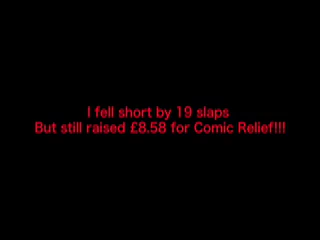 I fell short by 19 slaps
But still raised £8.58 for Comic Relief!!!